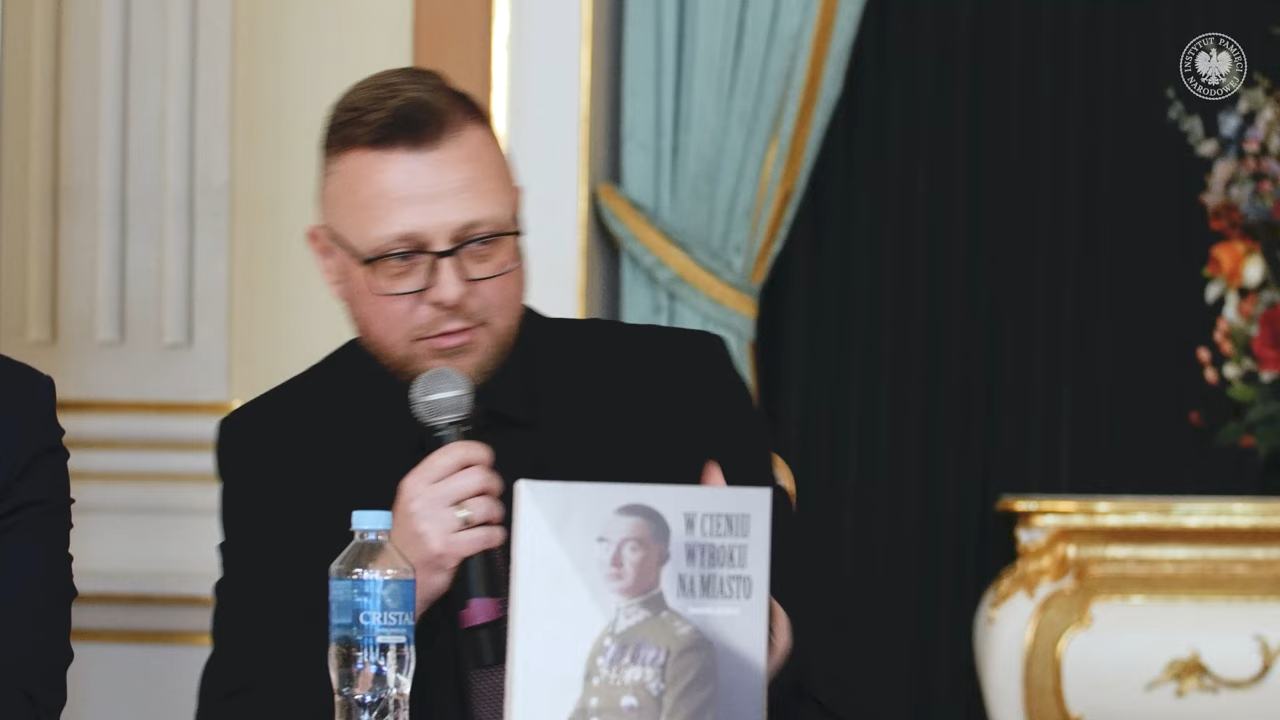 INSTYTUT PAMIĘCI NARODOWEJ
W CIENIU
WYROKU
NA MIASTO
CRISTAL